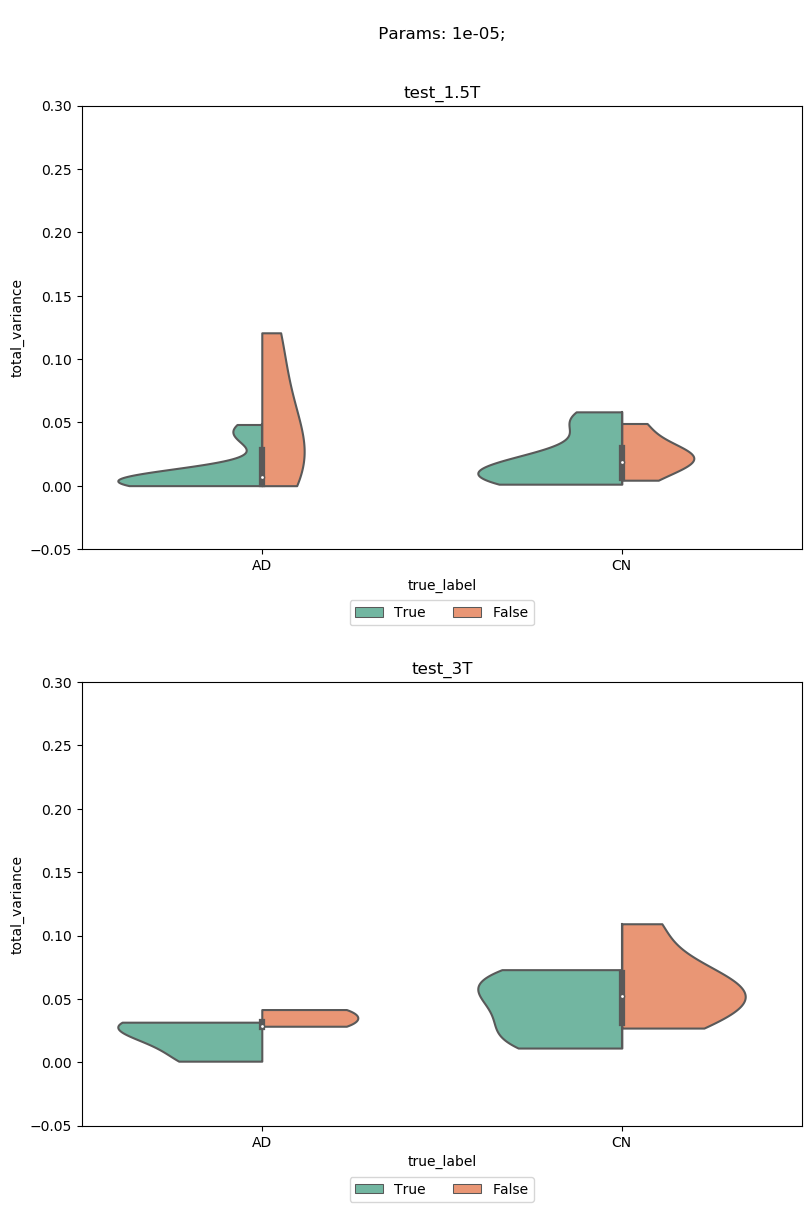 Params: 1e-05;
test_1.5T
0.30
0.25
0.20
0.15
0.10
0.05
0.00
−0.05
total_variance
AD CN
true_label
True False
test_3T
0.30
0.25
0.20
0.15
0.10
0.05
0.00
−0.05
total_variance
AD CN
true_label
True False